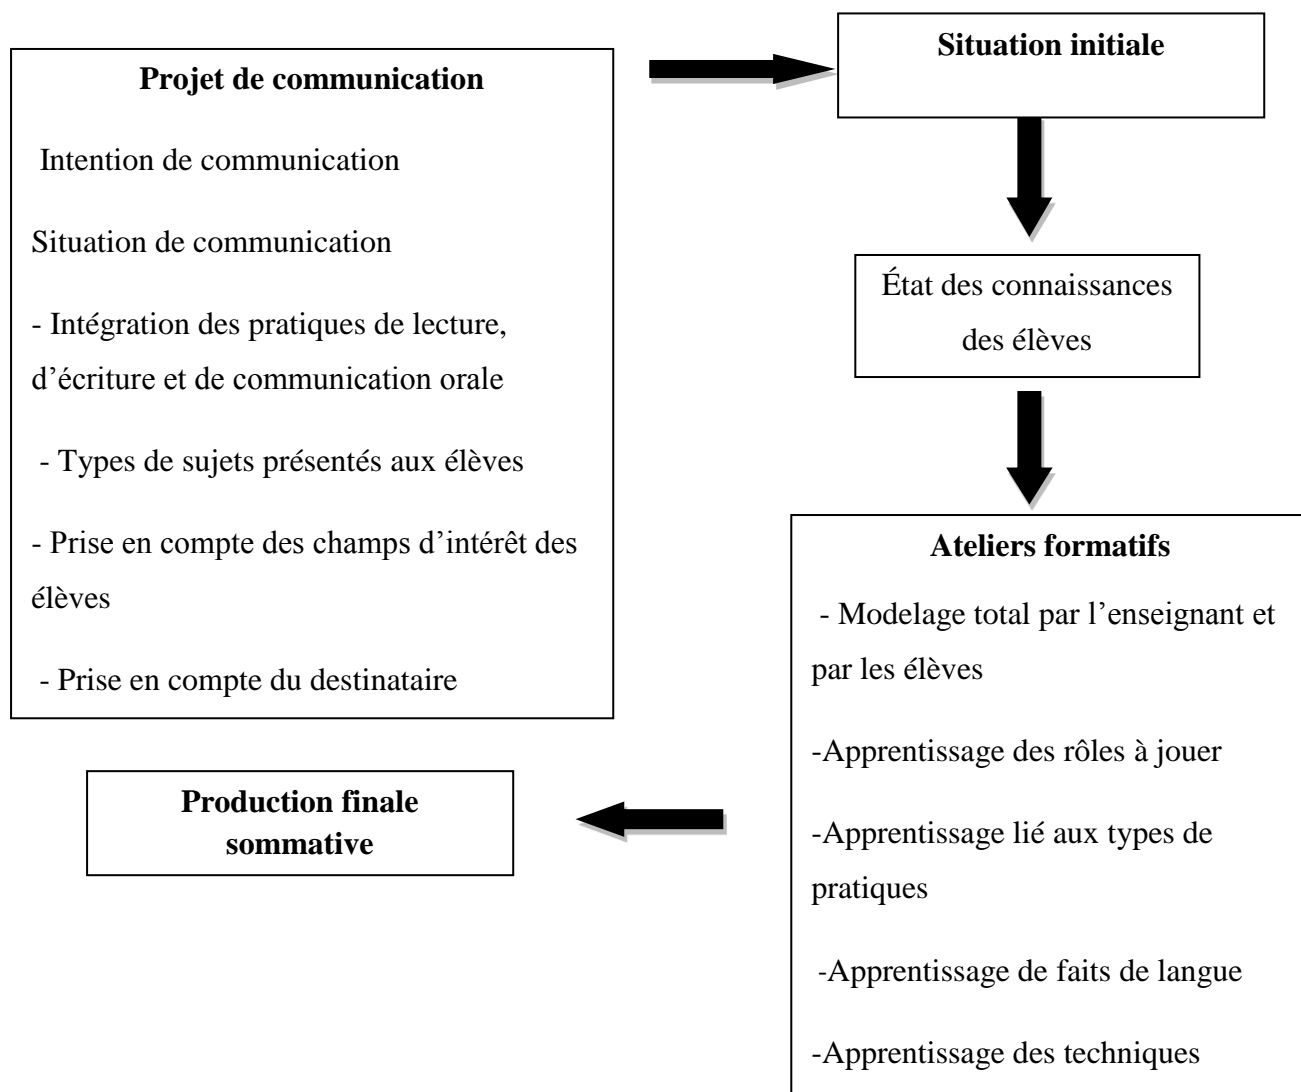 Projet de communication
Intention de communication
Situation de communication
- Intégration des pratiques de lecture,
d’écriture et de communication orale
- Types de sujets présentés aux élèves
- Prise en compte des champs d’intérêt des
élèves
- Prise en compte du destinataire
Situation initiale
État des connaissances
des élèves
Ateliers formatifs
- Modelage total par l’enseignant et
par les élèves
-Apprentissage des rôles à jouer
-Apprentissage lié aux types de
pratiques
-Apprentissage de faits de langue
-Apprentissage des techniques
Production finale
sommative